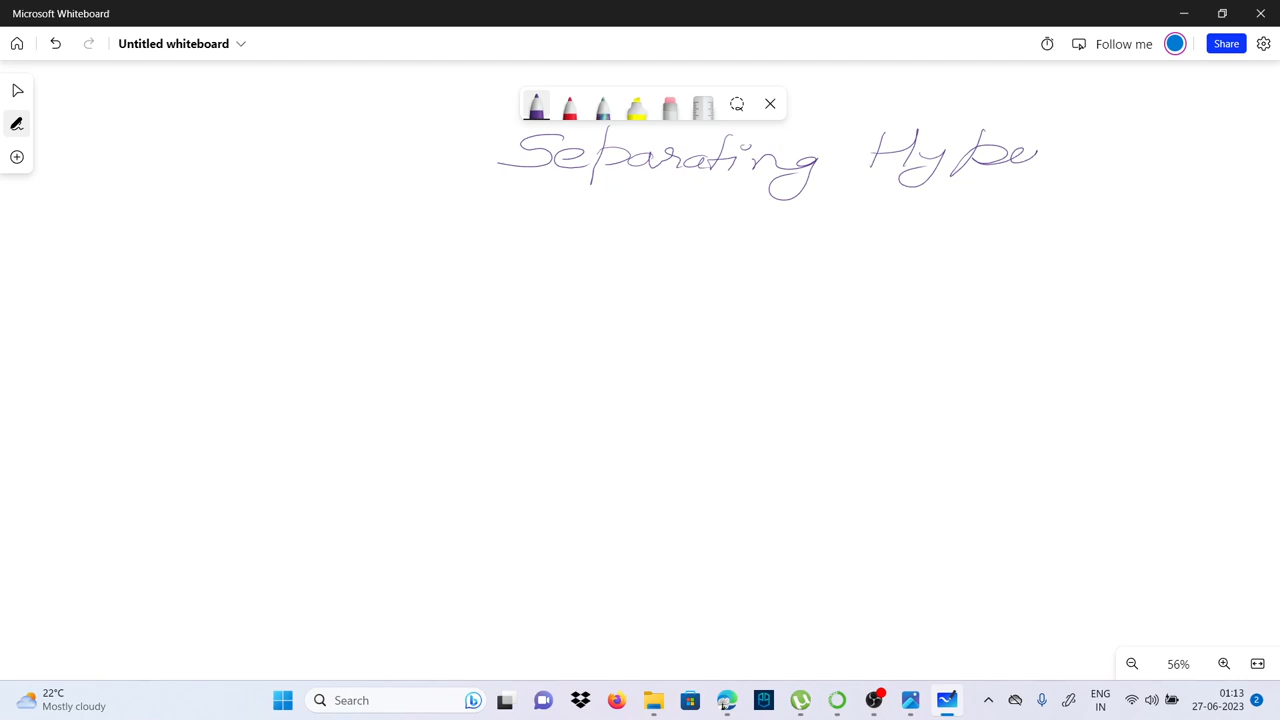 Microsoft Whiteboard
Untitled whiteboard
Follow me
Share
Separating Hype
56%
22°C
Mostly cloudy
Search
ENG
IN
01:13
27-06-2023
2